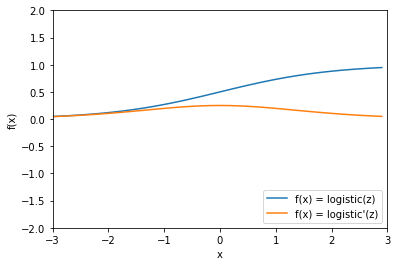 2.0
1.5
1.0
0.5
0.0
−0.5
−1.0
−1.5
−2.0
f(x)
f(x) = logistic(z)
f(x) = logistic'(z)
−3 −2 −1 0 1 2 3
x